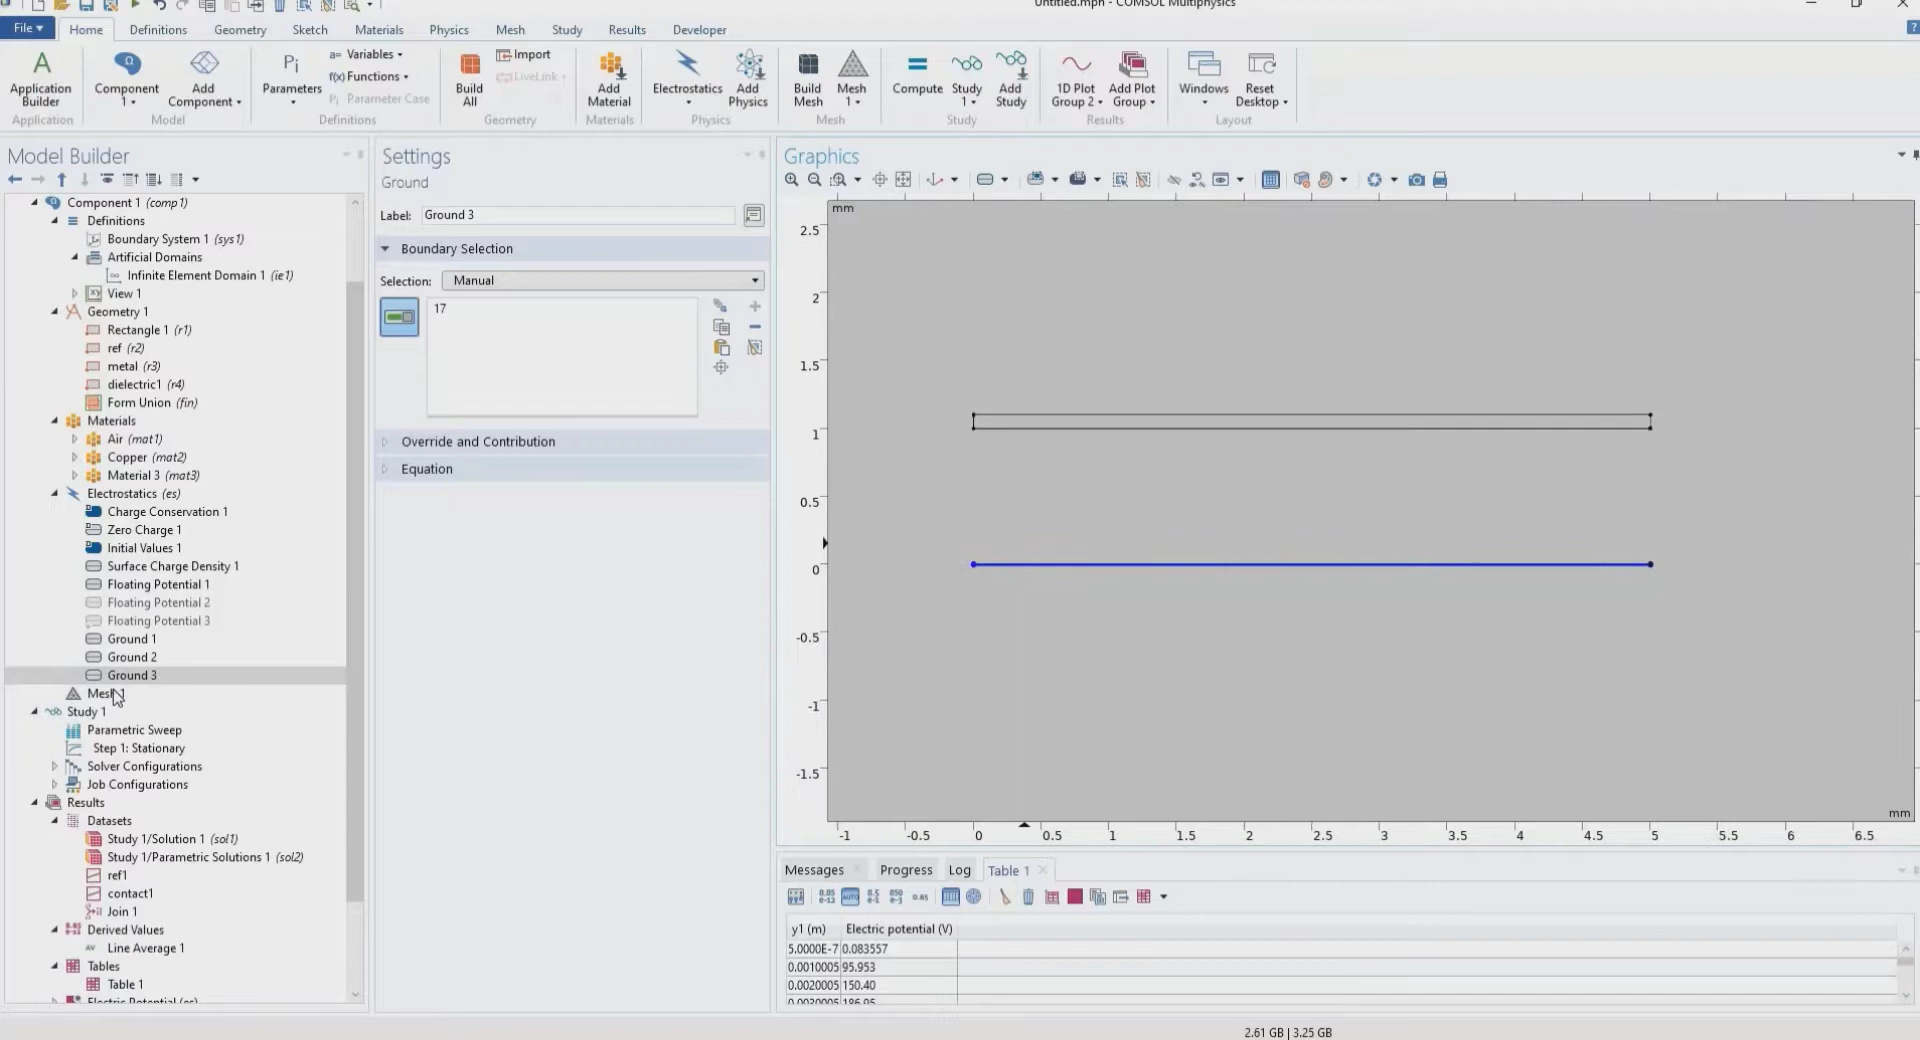 Untitled.mph - COMSOL Multiphysics
File Home Definitions Geometry Sketch Materials Physics Mesh Study Results Developer
Application Builder
Component 1
Add Component
Pi Parameters
a= Variables
f(x) Functions
Pi Parameter Case
Build All
Import
LiveLink
Add Material
Electrostatics
Add Physics
Build Mesh
Mesh 1
Compute
Study 1
Add Study
1D Plot Group 2
Add Plot Group
Windows
Reset Desktop
Application Model Definitions Geometry Materials Physics Mesh Study Results Layout
Model Builder
Component 1 (comp1)
Definitions
Boundary System 1 (sys1)
Artificial Domains
Infinite Element Domain 1 (ie1)
View 1
Geometry 1
Rectangle 1 (r1)
ref (r2)
metal (r3)
dielectric1 (r4)
Form Union (fin)
Materials
Air (mat1)
Copper (mat2)
Material 3 (mat3)
Electrostatics (es)
Charge Conservation 1
Zero Charge 1
Initial Values 1
Surface Charge Density 1
Floating Potential 1
Floating Potential 2
Floating Potential 3
Ground 1
Ground 2
Ground 3
Mesh 1
Study 1
Parametric Sweep
Step 1: Stationary
Solver Configurations
Job Configurations
Results
Datasets
Study 1/Solution 1 (sol1)
Study 1/Parametric Solutions 1 (sol2)
ref1
contact1
Join 1
Derived Values
Line Average 1
Tables
Table 1
Electric Potential (es)
Settings
Ground
Label: Ground 3
Boundary Selection
Selection: Manual
17
Override and Contribution
Equation
Graphics
mm
2.5
2
1.5
1
0.5
0
-0.5
-1
-1.5
mm
-1 -0.5 0 0.5 1 1.5 2 2.5 3 3.5 4 4.5 5 5.5 6 6.5
Messages Progress Log Table 1
y1 (m) Electric potential (V)
5.0000E-7 0.083557
0.0010005 95.953
0.0020005 150.40
0.0030005 186.05
2.61 GB | 3.25 GB